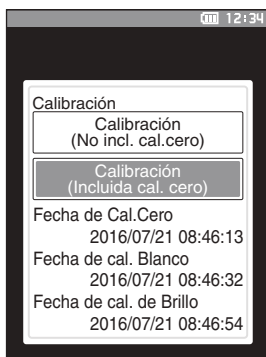 12:34
Calibración
Calibración
(No incl. cal.cero)
Calibración
(Incluida cal. cero)
Fecha de Cal.Cero
2016/07/21 08:46:13
Fecha de cal. Blanco
2016/07/21 08:46:32
Fecha de cal. de Brillo
2016/07/21 08:46:54